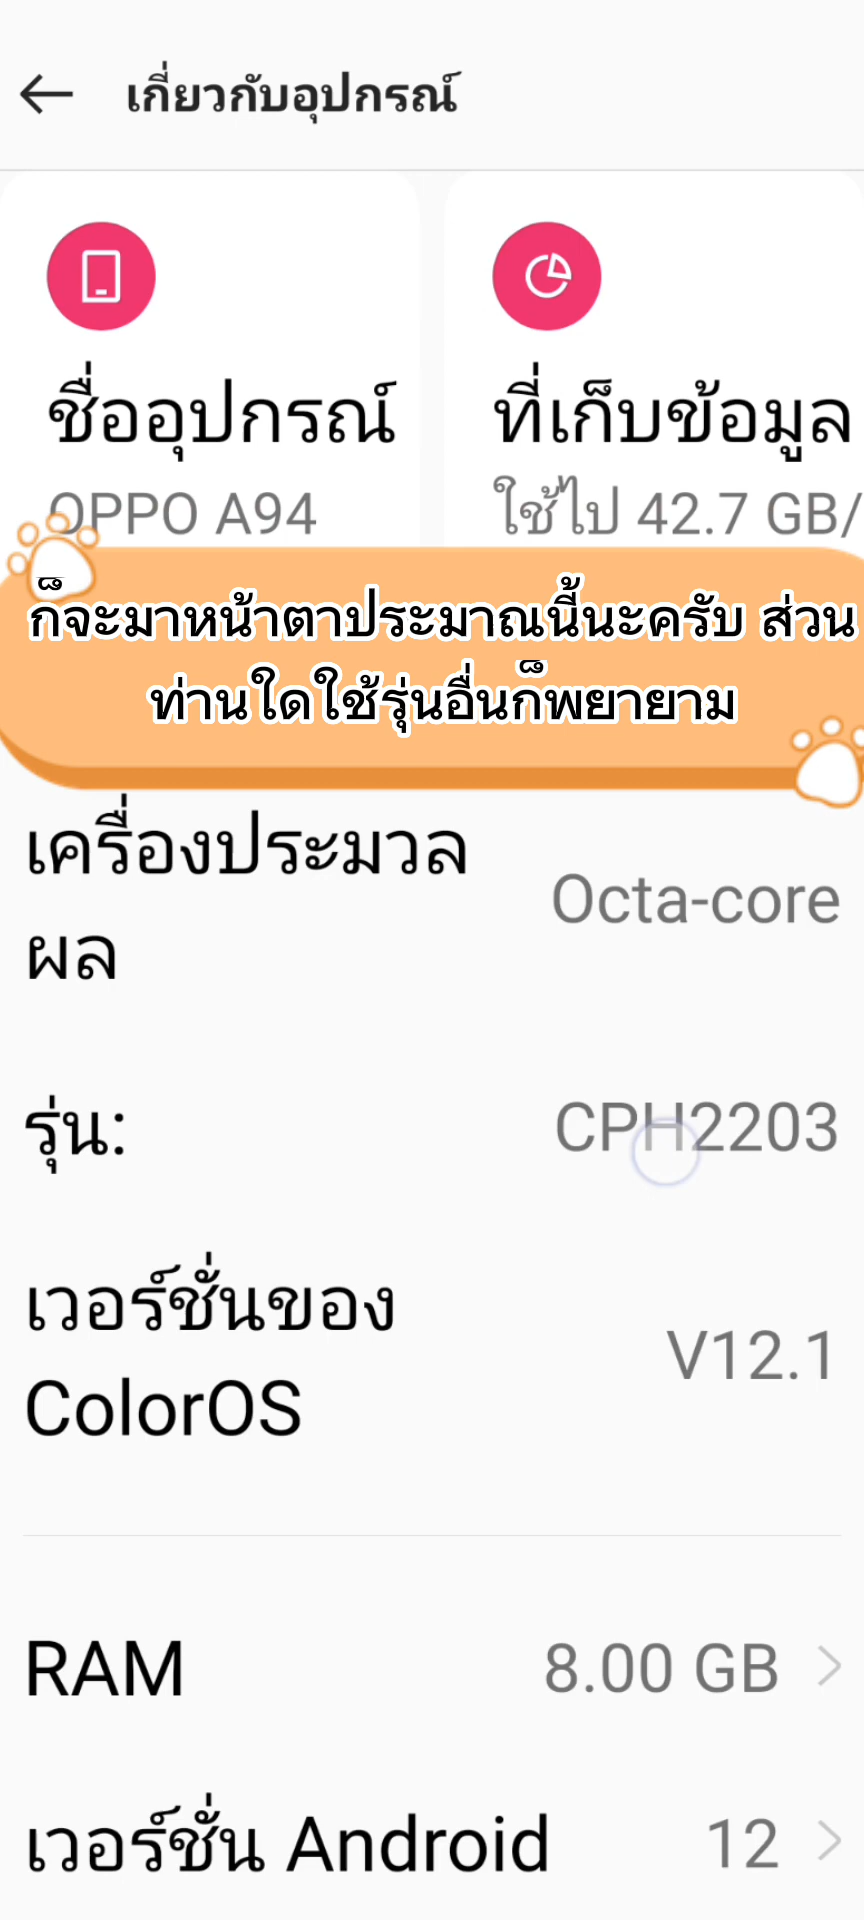 เกี่ยวกับอุปกรณ์
ชื่ออุปกรณ์
ที่เก็บข้อมูล
OPPO A94
ใช้ไป 42.7 GB/
ก็จะมาหน้าตาประมาณนี้นะครับ ส่วน
ท่านใดใช้รุ่นอื่นก็พยายาม
เครื่องประมวล
ผล
Octa-core
รุ่น:
CPH2203
เวอร์ชั่นของ
ColorOS
V12.1
RAM
8.00 GB
เวอร์ชั่น Android
12